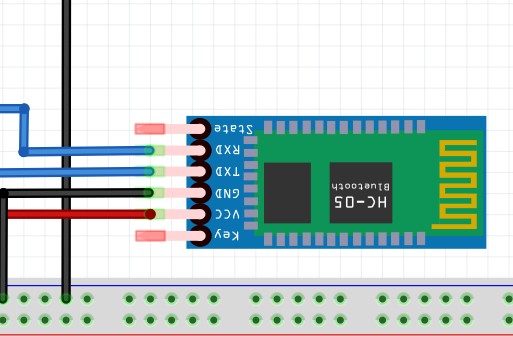 State
RXD
TXD
GND
VCC
Key
HC-05
Bluetooth